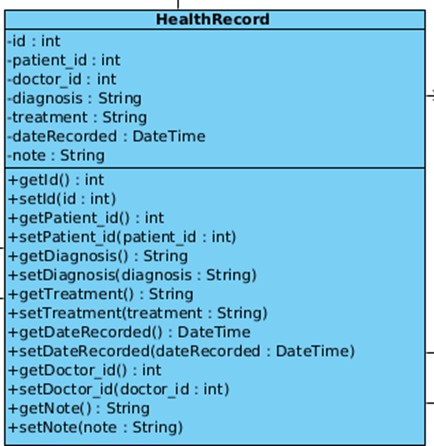 HealthRecord
-id : int
-patient_id : int
-doctor_id : int
-diagnosis : String
-treatment : String
-dateRecorded : DateTime
-note : String
+getId() : int
+setId(id : int)
+getPatient_id() : int
+setPatient_id(patient_id : int)
+getDiagnosis() : String
+setDiagnosis(diagnosis : String)
+getTreatment() : String
+setTreatment(treatment : String)
+getDateRecorded() : DateTime
+setDateRecorded(dateRecorded : DateTime)
+getDoctor_id() : int
+setDoctor_id(doctor_id : int)
+getNote() : String
+setNote(note : String)